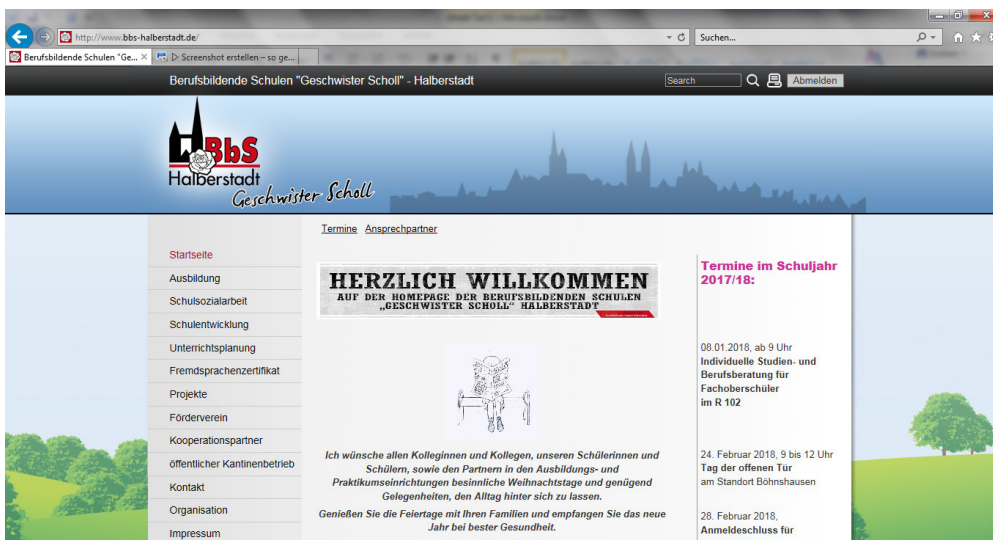 http://www.bbs-halberstadt.de/
Suchen...
Berufsbildende Schulen "Ge...
Screenshot erstellen – so ge...
Berufsbildende Schulen "Geschwister Scholl" - Halberstadt
Search
Abmelden
BbS
Halberstadt
Geschwister Scholl
Termine Ansprechpartner
Startseite
Ausbildung
Schulsozialarbeit
Schulentwicklung
Unterrichtsplanung
Fremdsprachenzertifikat
Projekte
Förderverein
Kooperationspartner
öffentlicher Kantinenbetrieb
Kontakt
Organisation
Impressum
HERZLICH WILLKOMMEN
AUF DER HOMEPAGE DER BERUFSBILDENDEN SCHULEN
„GESCHWISTER SCHOLL" HALBERSTADT
Ich wünsche allen Kolleginnen und Kollegen, unseren Schülerinnen und
Schülern, sowie den Partnern in den Ausbildungs- und
Praktikumseinrichtungen besinnliche Weihnachtstage und genügend
Gelegenheiten, den Alltag hinter sich zu lassen.
Genießen Sie die Feiertage mit Ihren Familien und empfangen Sie das neue
Jahr bei bester Gesundheit.
Termine im Schuljahr
2017/18:
08.01.2018, ab 9 Uhr
Individuelle Studien- und
Berufsberatung für
Fachoberschüler
im R 102
24. Februar 2018, 9 bis 12 Uhr
Tag der offenen Tür
am Standort Böhnshausen
28. Februar 2018,
Anmeldeschluss für